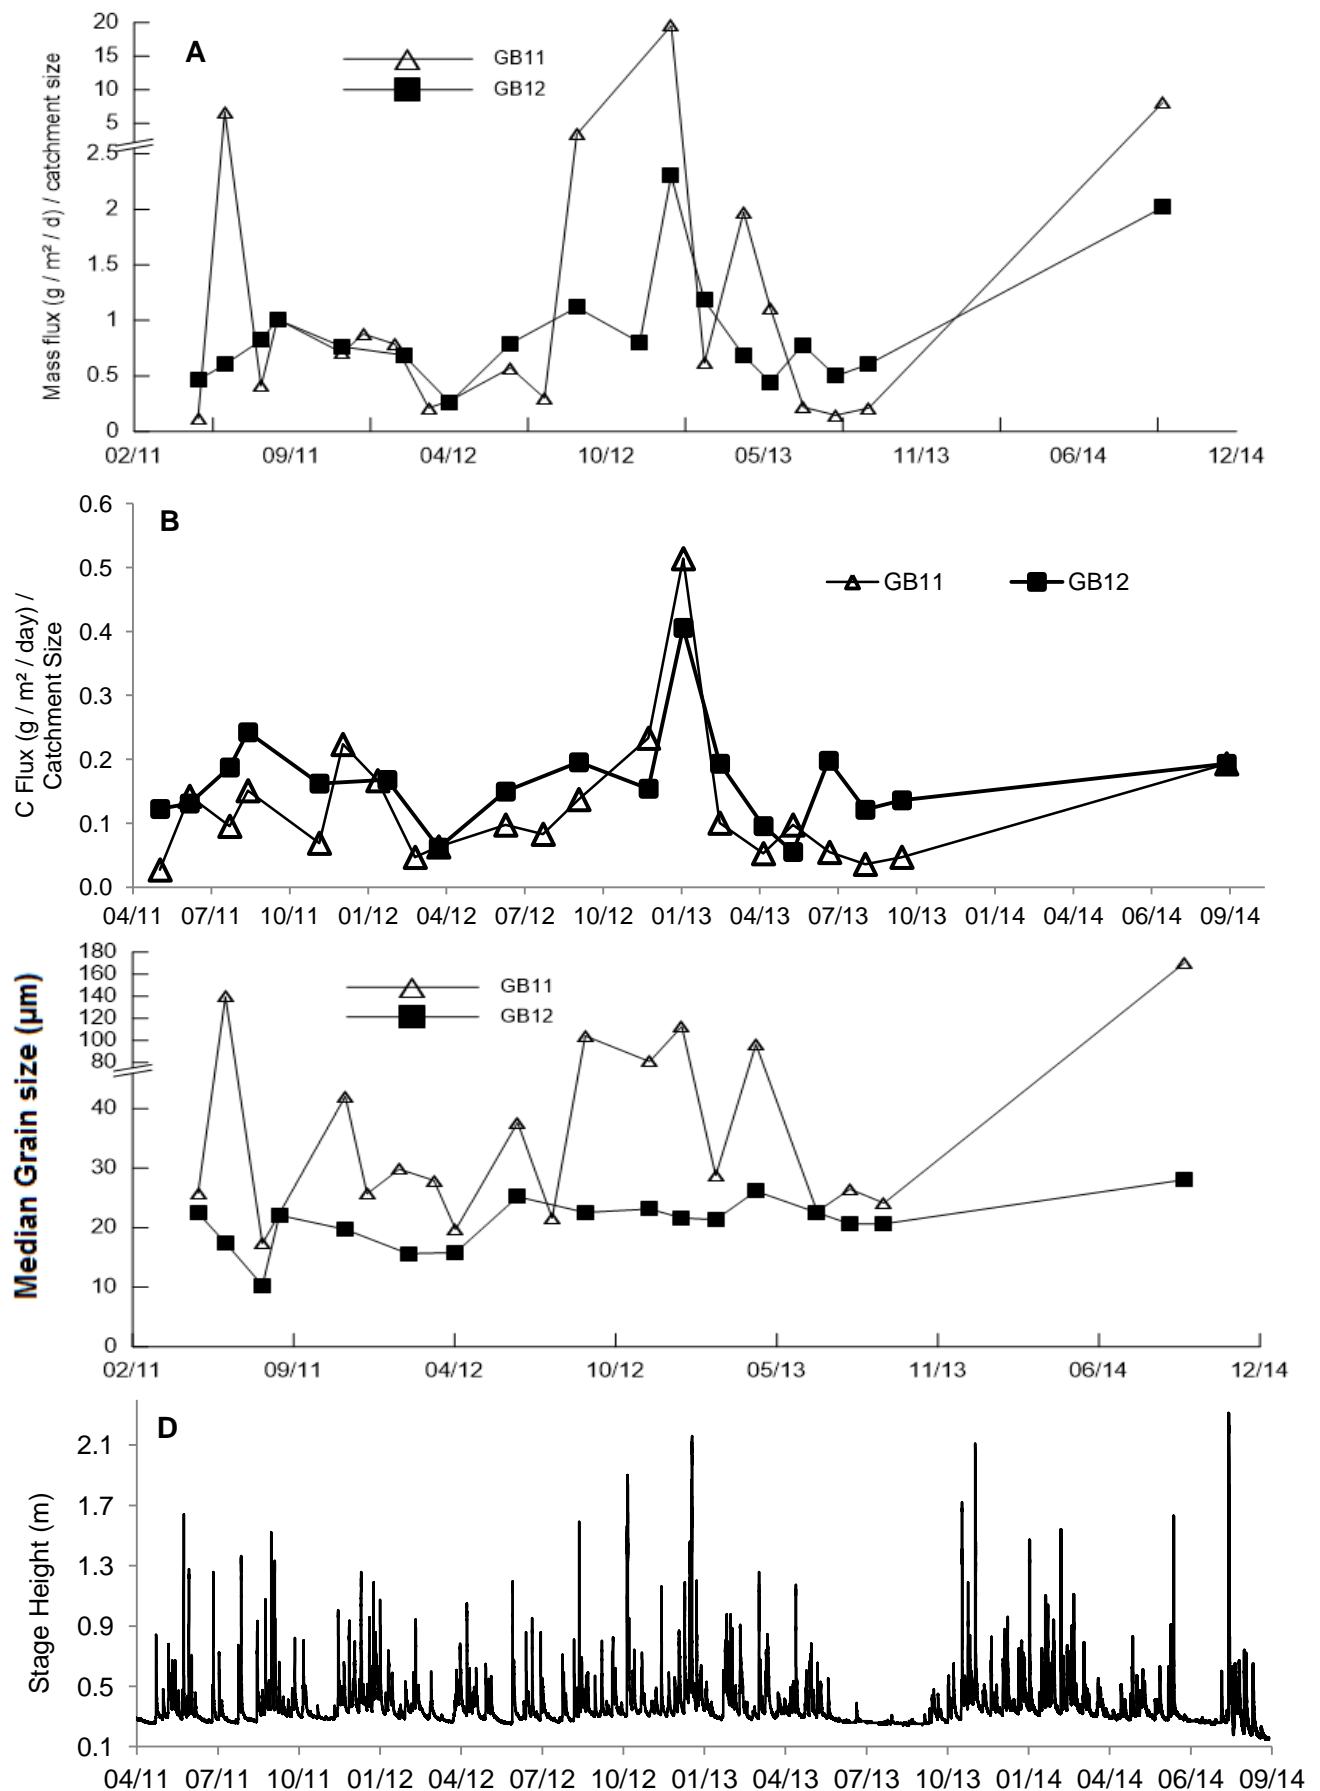 A
GB11
GB12
Mass flux (g / m² / d) / catchment size
20
15
10
5
2.5
2
1.5
1
0.5
0
02/11 09/11 04/12 10/12 05/13 11/13 06/14 12/14
B
GB11 GB12
C Flux (g / m² / day) /
Catchment Size
0.6
0.5
0.4
0.3
0.2
0.1
0.0
04/11 07/11 10/11 01/12 04/12 07/12 10/12 01/13 04/13 07/13 10/13 01/14 04/14 06/14 09/14
GB11
GB12
Median Grain size (µm)
180
160
140
120
100
80
40
30
20
10
0
02/11 09/11 04/12 10/12 05/13 11/13 06/14 12/14
D
Stage Height (m)
2.1
1.7
1.3
0.9
0.5
0.1
04/11 07/11 10/11 01/12 04/12 07/12 10/12 01/13 04/13 07/13 10/13 01/14 04/14 06/14 09/14